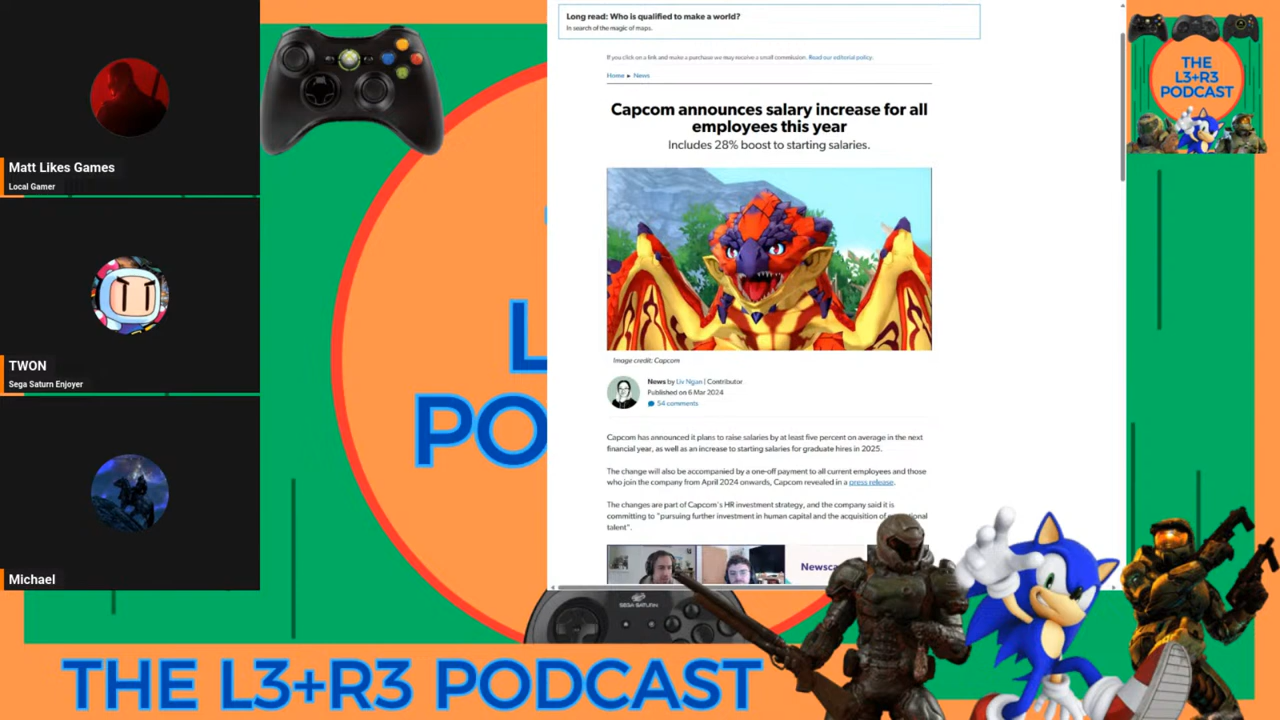 Matt Likes Games
Local Gamer
TWON
Sega Saturn Enjoyer
Michael
L
PO
Long read: Who is qualified to make a world?
In search of the magic of maps.
If you click on a link and make a purchase we may receive a small commission. Read our editorial policy.
Home ▸ News
Capcom announces salary increase for all
employees this year
Includes 28% boost to starting salaries.
Image credit: Capcom
News by Liv Ngan | Contributor
Published on 6 Mar 2024
54 comments
Capcom has announced it plans to raise salaries by at least five percent on average in the next
financial year, as well as an increase to starting salaries for graduate hires in 2025.
The change will also be accompanied by a one-off payment to all current employees and those
who join the company from April 2024 onwards, Capcom revealed in a press release.
The changes are part of Capcom's HR investment strategy, and the company said it is
committing to "pursuing further investment in human capital and the acquisition of
talent".
THE
L3+R3
PODCAST
SEGA SATURN
THE L3+R3 PODCAST